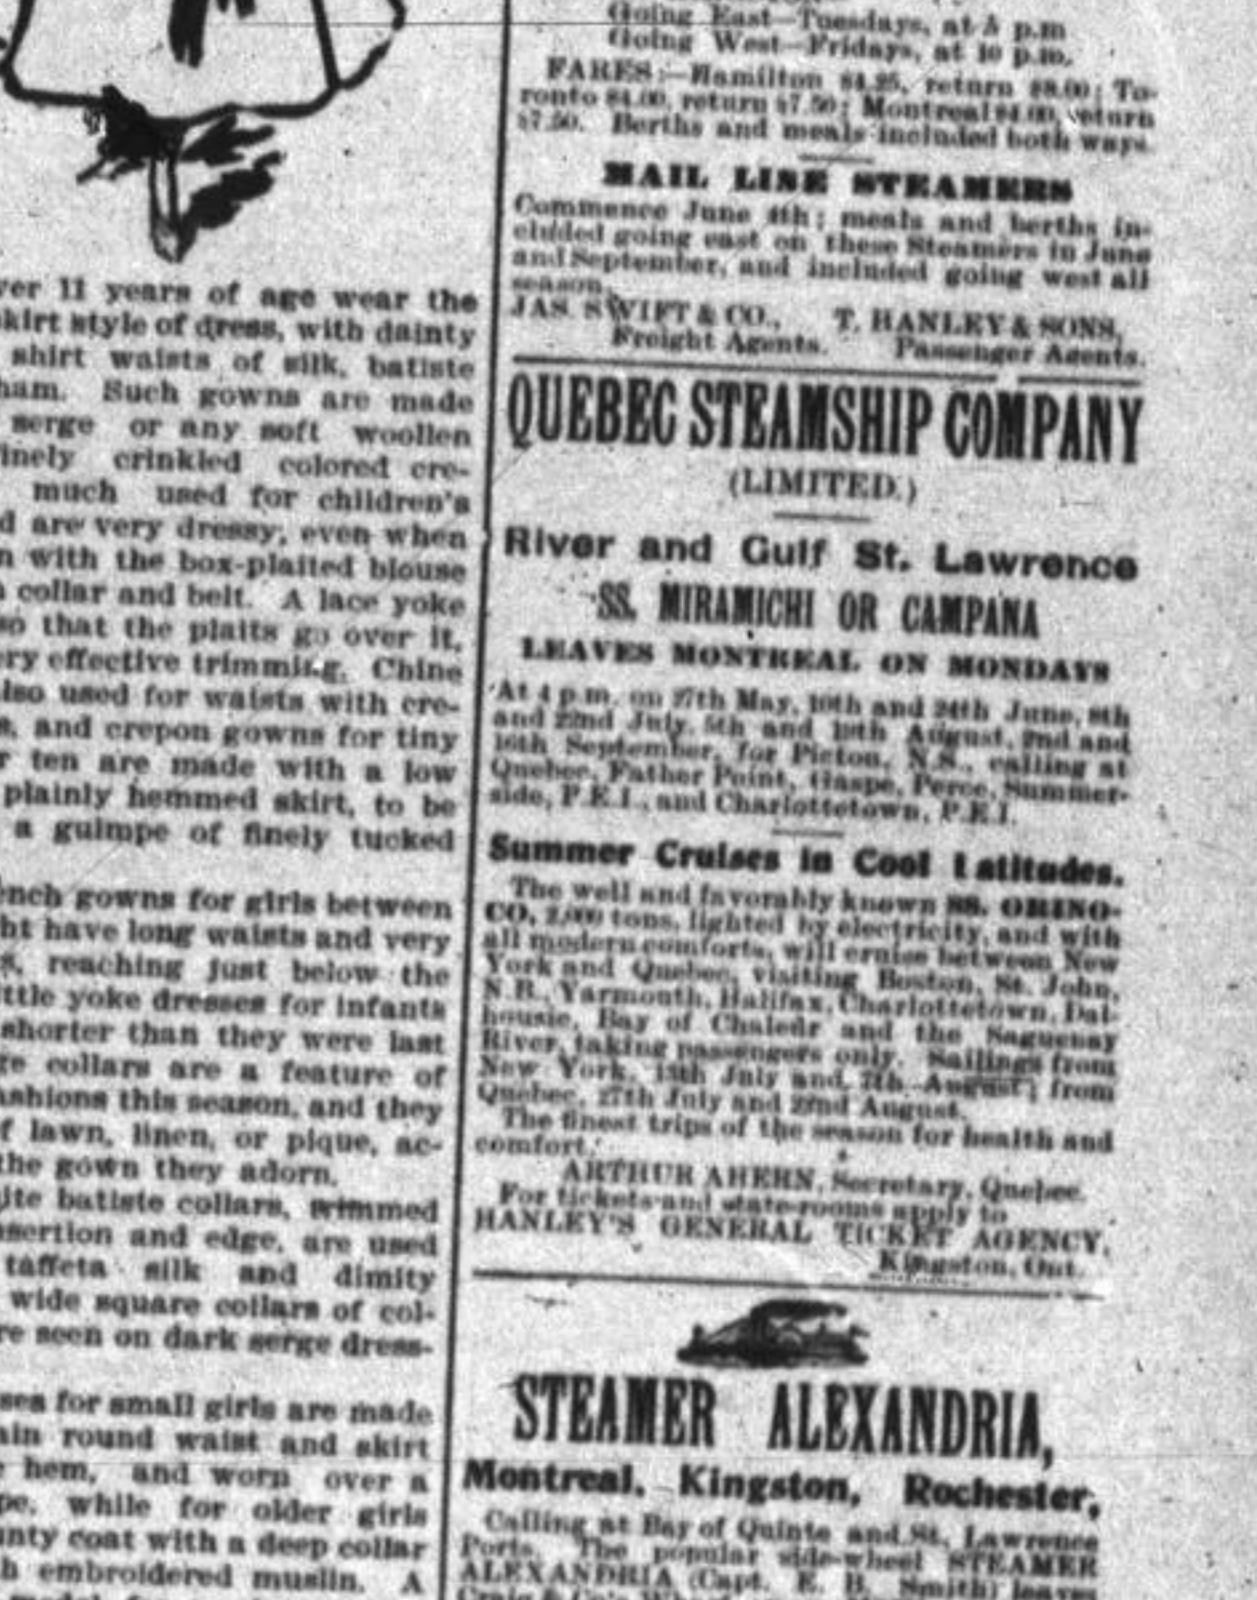 ver 11 years of age wear the
skirt style of dress, with dainty
shirt waists of silk, batiste
ham. Such gowns are made
serge or any soft woollen
finely crinkled colored cre-
much used for children's
d are very dressy, even when
n with the box-plaited blouse
collar and belt. A lace yoke
so that the plaits go over it,
ery effective trimming. Chine
also used for waists with cre-
s, and crepon gowns for tiny
r ten are made with a low
plainly hemmed skirt, to be
a guimpe of finely tucked
ench gowns for girls between
ht have long waists and very
s, reaching just below the
ittle yoke dresses for infants
shorter than they were last
ge collars are a feature of
ashions this season, and they
f lawn, linen, or pique, ac-
the gown they adorn.
ite batiste collars, trimmed
nsertion and edge, are used
taffeta silk and dimity
wide square collars of col-
re seen on dark serge dress-
ses for small girls are made
ain round waist and skirt
hem, and worn over a
pe, while for older girls
unty coat with a deep collar
h embroidered muslin. A
Going East—Tuesdays, at 5 p.m
Going West—Fridays, at 10 p.m.
FARES:—Hamilton $4.25, return $8.00; To-
ronto $4.00, return $7.50; Montreal $4.00, return
$7.50. Berths and meals included both ways.
MAIL LINE STEAMERS
Commence June 4th; meals and berths in-
cluded going east on these Steamers in June
and September, and included going west all
season.
JAS. SWIFT & CO., T. HANLEY & SONS,
Freight Agents. Passenger Agents.
QUEBEC STEAMSHIP COMPANY
(LIMITED.)
River and Gulf St. Lawrence
SS. MIRAMICHI OR CAMPANA
LEAVES MONTREAL ON MONDAYS
At 4 p.m. on 27th May, 10th and 24th June, 8th
and 22nd July, 5th and 19th August, 2nd and
16th September, for Pictou, N.S., calling at
Quebec, Father Point, Gaspe, Perce, Summer-
side, P.E.I., and Charlottetown, P.E.I.
Summer Cruises in Cool Latitudes.
The well and favorably known SS. ORINO-
CO, 2,000 tons, lighted by electricity, and with
all modern comforts, will cruise between New
York and Quebec, visiting Boston, St. John,
N.B., Yarmouth, Halifax, Charlottetown, Dal-
housie, Bay of Chaleur and the Saguenay
River, taking passengers only. Sailings from
New York, 13th July and 7th August; from
Quebec, 27th July and 22nd August.
The finest trips of the season for health and
comfort.
ARTHUR AHERN, Secretary, Quebec.
For tickets and state-rooms apply to
HANLEY'S GENERAL TICKET AGENCY,
Kingston, Ont.
STEAMER ALEXANDRIA,
Montreal, Kingston, Rochester,
Calling at Bay of Quinte and St. Lawrence
Ports. The popular side-wheel STEAMER
ALEXANDRIA (Capt. E. B. Smith) leaves